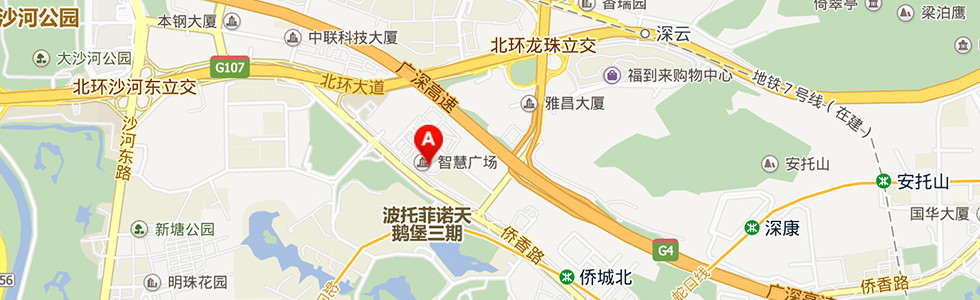 沙河公园
本钢大厦
中联科技大厦
香瑞园
倚翠亭
梁泊鹰
大沙河公园
G107
北环龙珠立交
深云
北环沙河东立交
北环大道
广深高速
福到来购物中心
地铁7号线(在建)
雅昌大厦
沙河东路
A
智慧广场
安托山
安托山
波托菲诺天
鹅堡三期
国华大厦
新塘公园
侨香路
G4
深康
56
明珠花园
侨城北
蛇口线
广深高速
侨香路